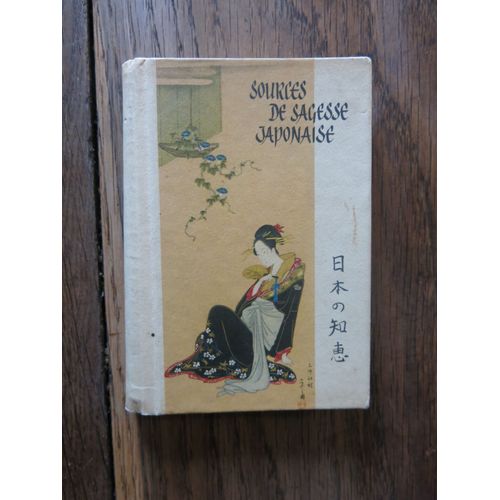 SOURCES
DE SAGESSE
JAPONAISE
日本の知恵